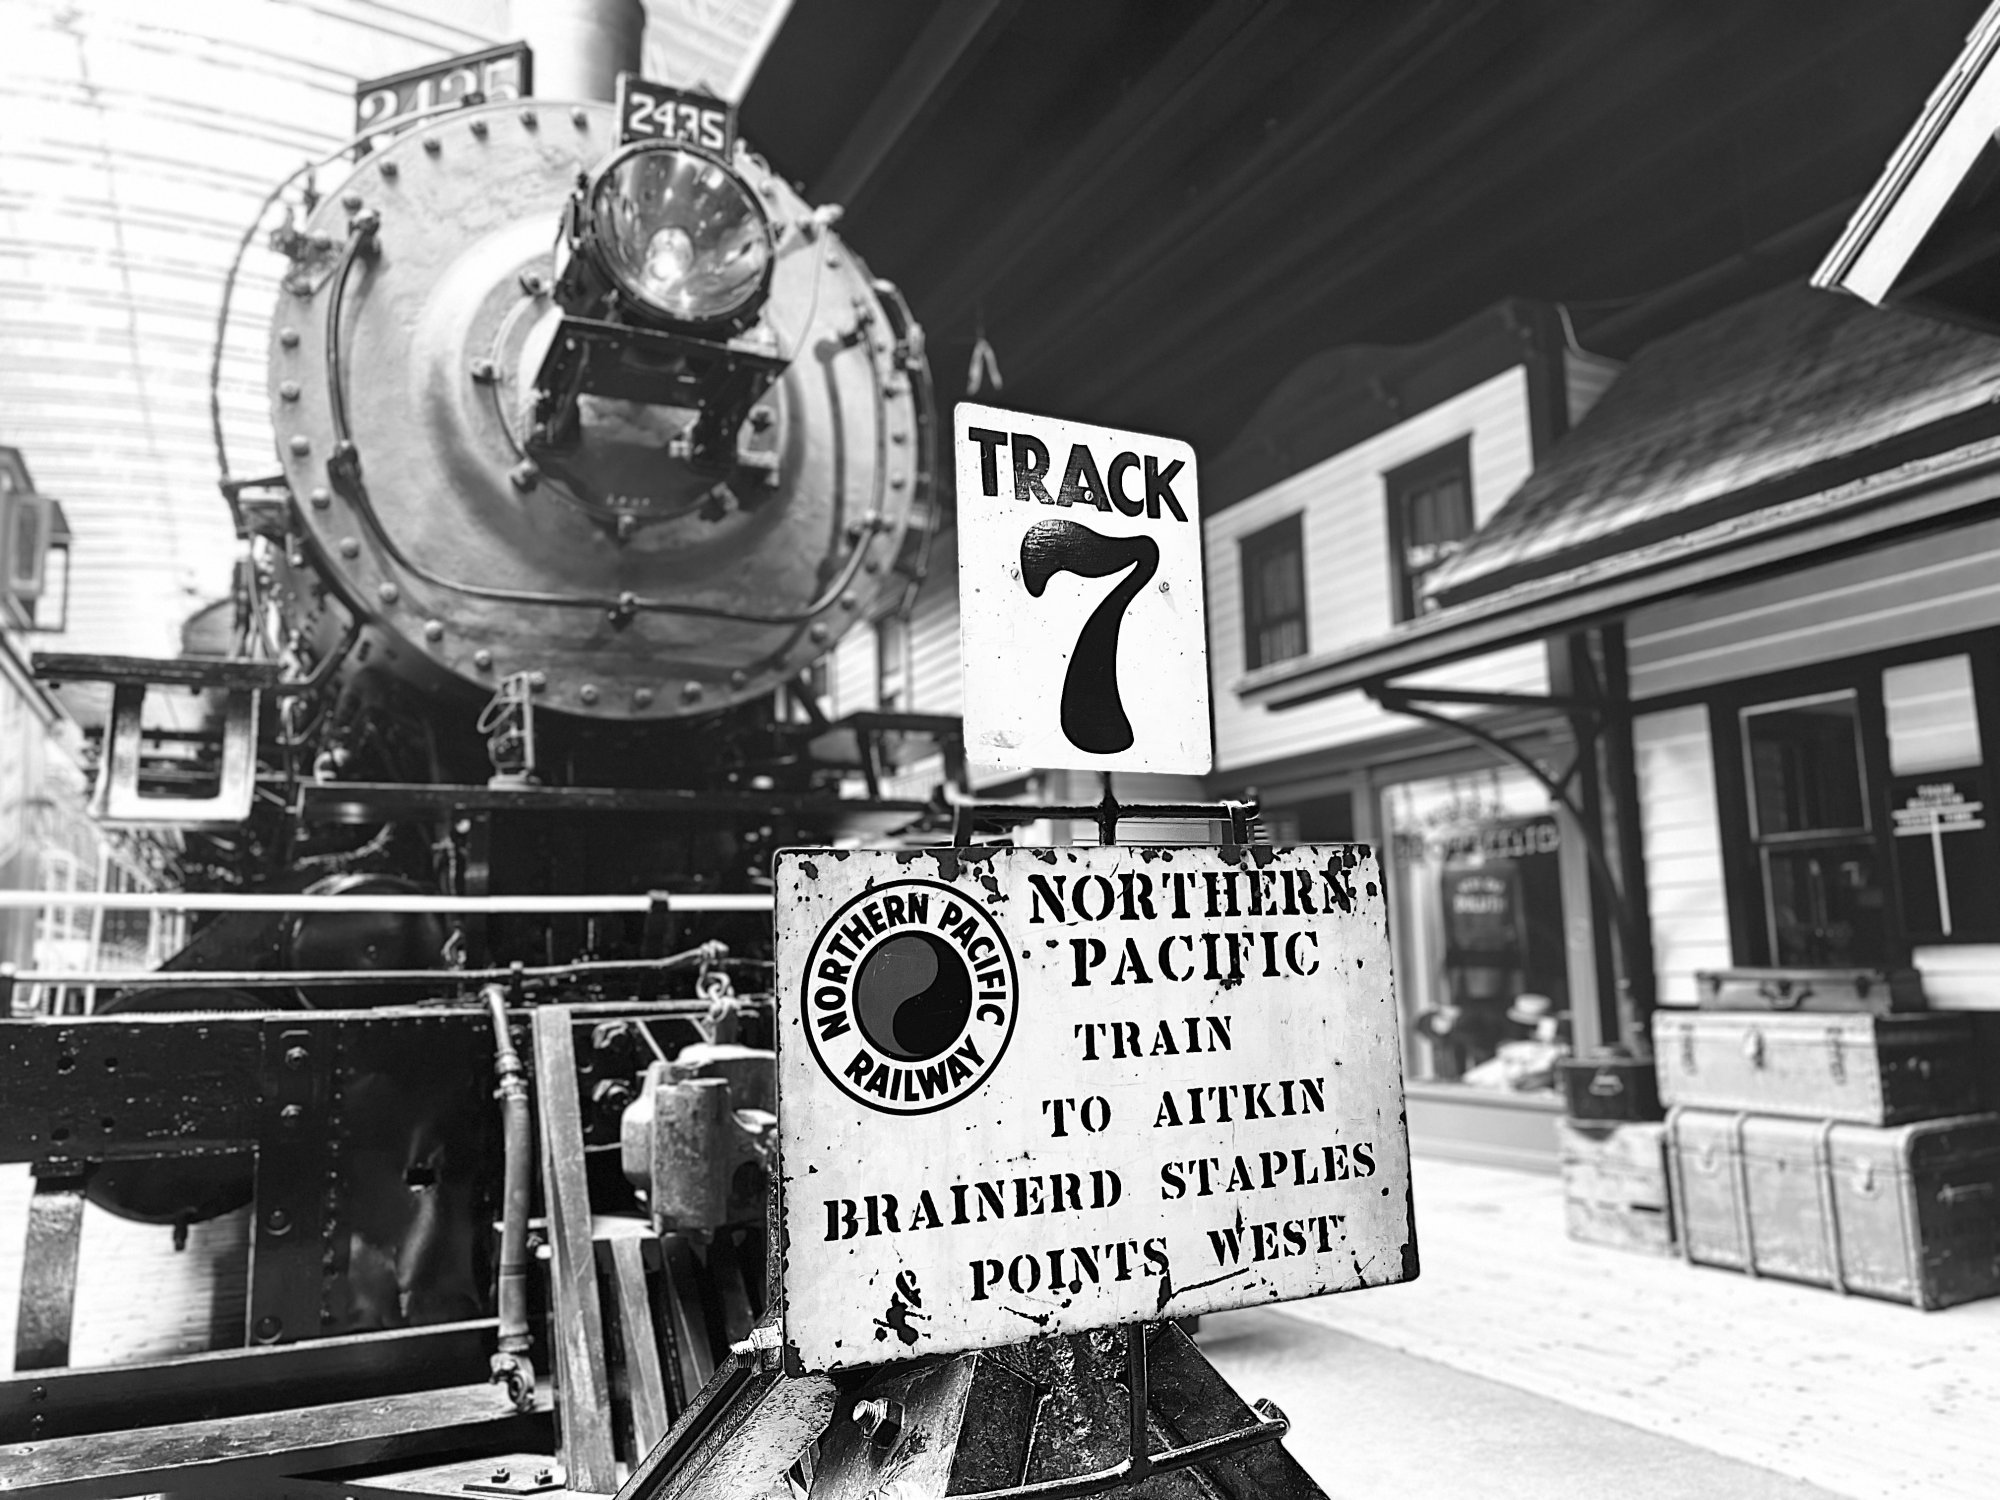 2435
2435
TRACK
7
NORTHERN PACIFIC
RAILWAY
NORTHERN
PACIFIC
TRAIN
TO AITKIN
BRAINERD STAPLES
& POINTS WEST